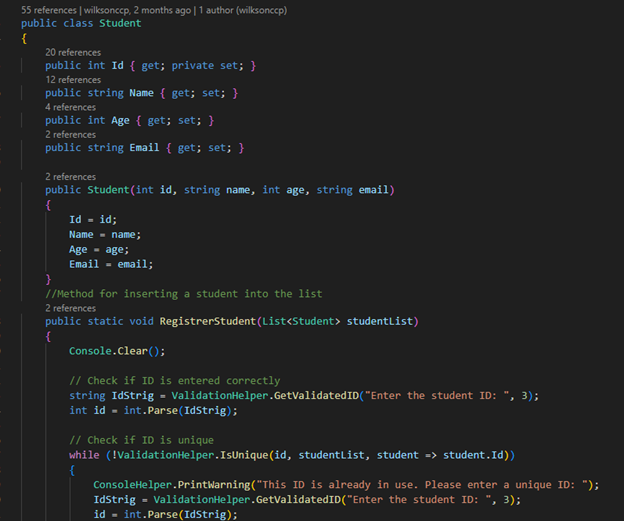 55 references | wilksonccp, 2 months ago | 1 author (wilksonccp)
public class Student
{
20 references
public int Id { get; private set; }
12 references
public string Name { get; set; }
4 references
public int Age { get; set; }
2 references
public string Email { get; set; }
2 references
public Student(int id, string name, int age, string email)
{
Id = id;
Name = name;
Age = age;
Email = email;
}
//Method for inserting a student into the list
2 references
public static void RegistrerStudent(List<Student> studentList)
{
Console.Clear();
// Check if ID is entered correctly
string IdStrig = ValidationHelper.GetValidatedID("Enter the student ID: ", 3);
int id = int.Parse(IdStrig);
// Check if ID is unique
while (!ValidationHelper.IsUnique(id, studentList, student => student.Id))
{
ConsoleHelper.PrintWarning("This ID is already in use. Please enter a unique ID: ");
IdStrig = ValidationHelper.GetValidatedID("Enter the student ID: ", 3);
id = int.Parse(IdStrig);